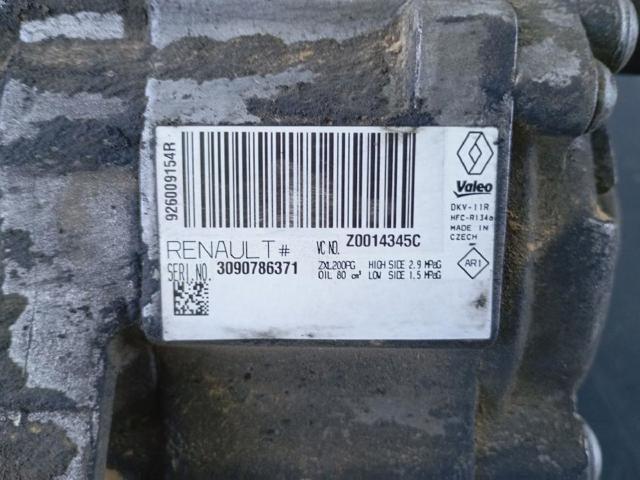 926009154R
RENAULT#
VC NO. Z0014345C
SERI.NO. 3090786371
ZXL200PG HIGH SIDE 2.9 MPaG
OIL 80 cm³ LOW SIDE 1.5 MPaG
Valeo
DKV-11R
HFC-R134a
MADE IN
CZECH
AR1